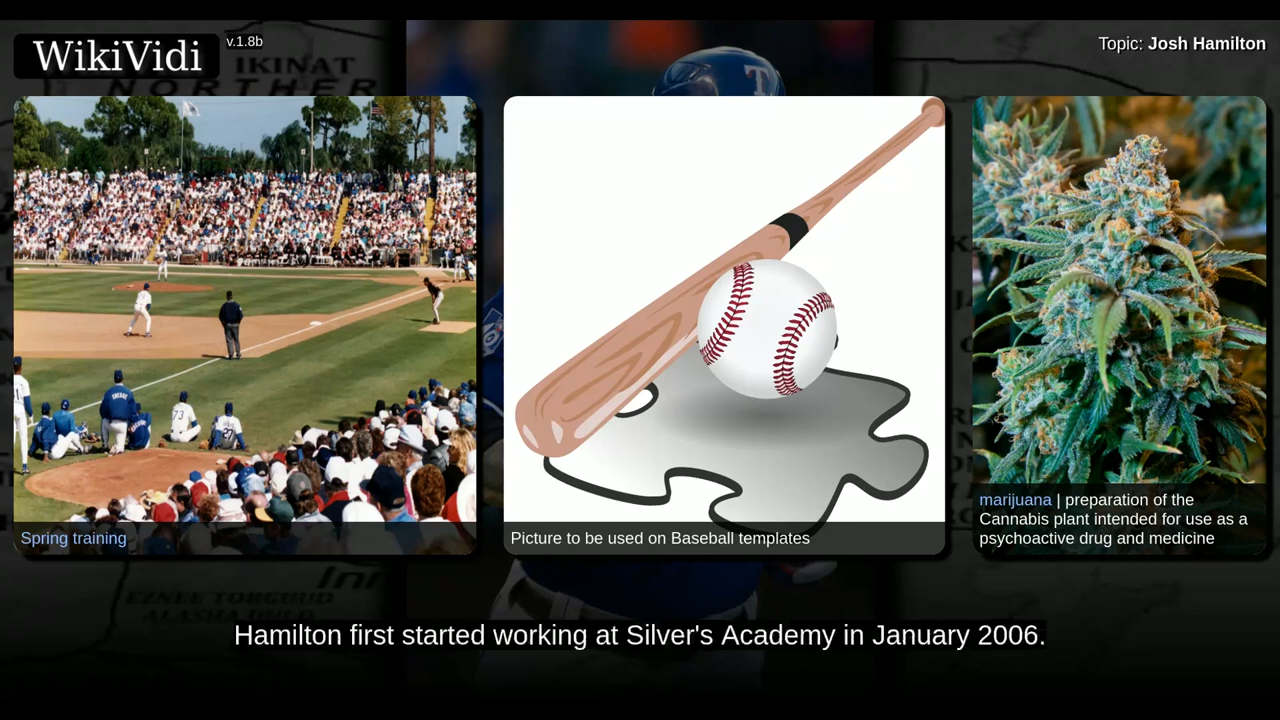 WikiVidi
v.1.8b
Topic: Josh Hamilton
IKINAT
NORTHER
T
Spring training
Picture to be used on Baseball templates
marijuana | preparation of the
Cannabis plant intended for use as a
psychoactive drug and medicine
Hamilton first started working at Silver's Academy in January 2006.